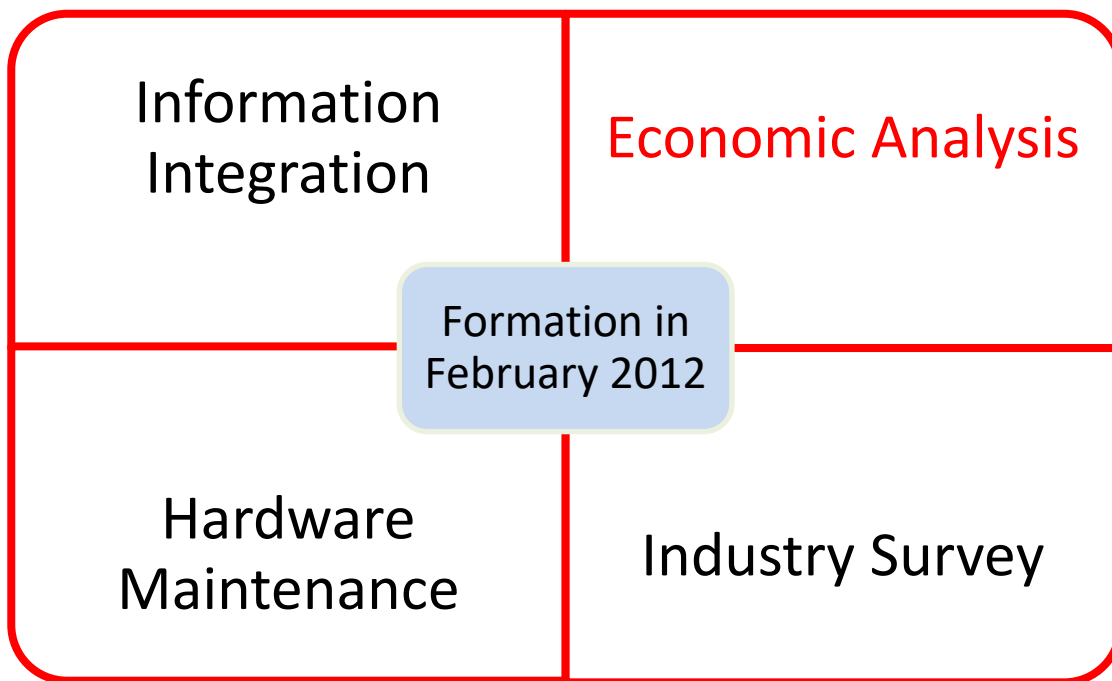 Information
Integration
Economic Analysis
Formation in
February 2012
Hardware
Maintenance
Industry Survey